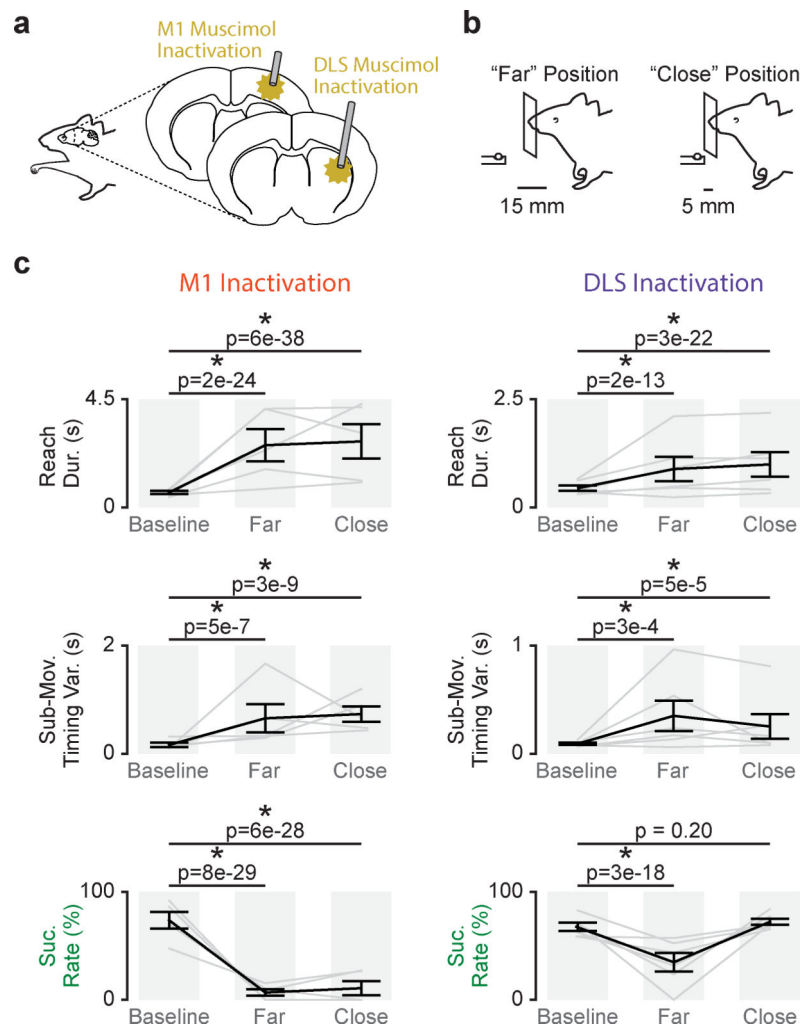 a
M1 Muscimol
Inactivation
DLS Muscimol
Inactivation
b
“Far” Position
“Close” Position
15 mm
5 mm
c
M1 Inactivation
*
p=6e-38
*
p=2e-24
4.5
Reach
Dur. (s)
0
Baseline
Far
Close
*
p=3e-9
*
p=5e-7
2
Sub-Mov.
Timing Var. (s)
0
Baseline
Far
Close
*
p=6e-28
*
p=8e-29
100
Suc.
Rate (%)
0
Baseline
Far
Close
DLS Inactivation
*
p=3e-22
*
p=2e-13
2.5
Reach
Dur. (s)
0
Baseline
Far
Close
*
p=5e-5
*
p=3e-4
1
Sub-Mov.
Timing Var. (s)
0
Baseline
Far
Close
p = 0.20
*
p=3e-18
100
Suc.
Rate (%)
0
Baseline
Far
Close